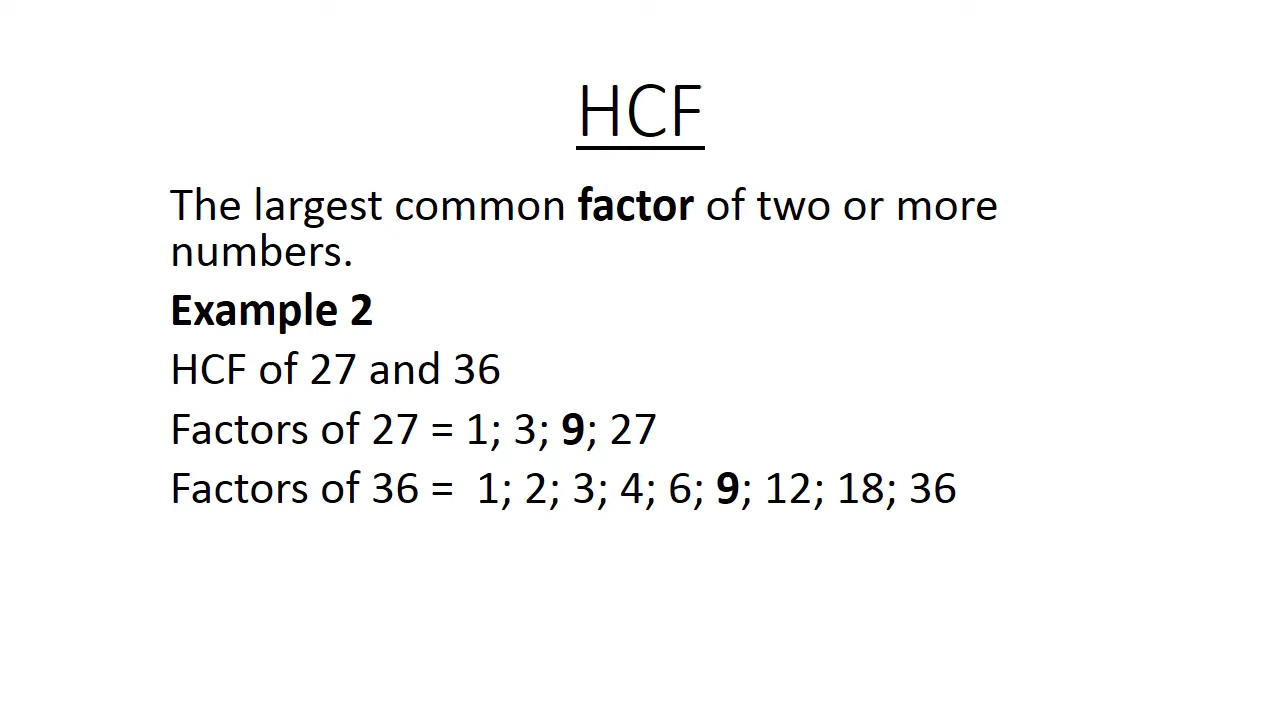 HCF
The largest common factor of two or more
numbers.
Example 2
HCF of 27 and 36
Factors of 27 = 1; 3; 9; 27
Factors of 36 =  1; 2; 3; 4; 6; 9; 12; 18; 36